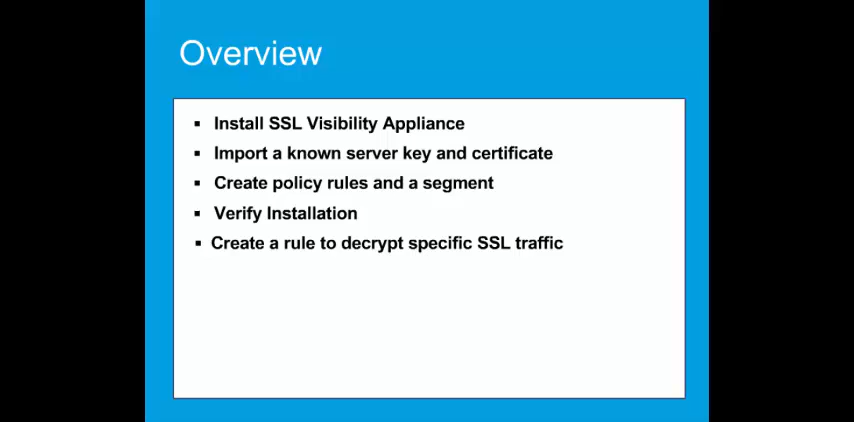 Overview
▪ Install SSL Visibility Appliance
▪ Import a known server key and certificate
▪ Create policy rules and a segment
▪ Verify Installation
▪ Create a rule to decrypt specific SSL traffic